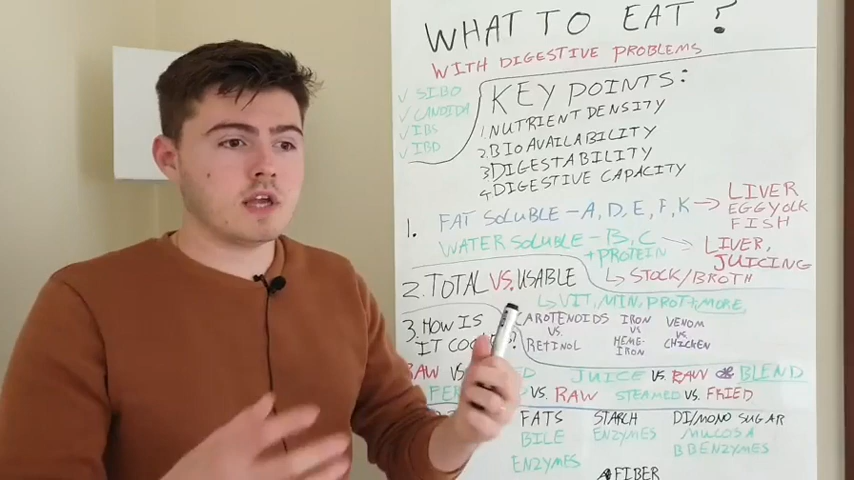 WHAT TO EAT?
WITH DIGESTIVE PROBLEMS
✓ SIBO
✓ CANDIDA
✓ IBS
✓ IBD
KEY POINTS:
1. NUTRIENT DENSITY
2. BIOAVAILABILITY
3 DIGESTABILITY
4. DIGESTIVE CAPACITY
1. FAT SOLUBLE - A, D, E, F, K → LIVER
EGG YOLK
FISH
WATER SOLUBLE - B, C → LIVER,
JUICING
+ PROTEIN
↳ STOCK/BROTH
2. TOTAL VS. USABLE
↳ VIT, MIN, PROT + MORE
3. HOW IS
IT
CAROTENOIDS
VS.
RETINOL
IRON
VS
HEME-
IRON
VENOM
VS
CHICKEN
RAW VS.
JUICE VS. RAW OR BLEND
VS. RAW STEAMED VS. FRIED
FATS
BILE
ENZYMES
STARCH
ENZYMES
DI/MONO SUGAR
MUCOSA
BBENZYMES
FIBER